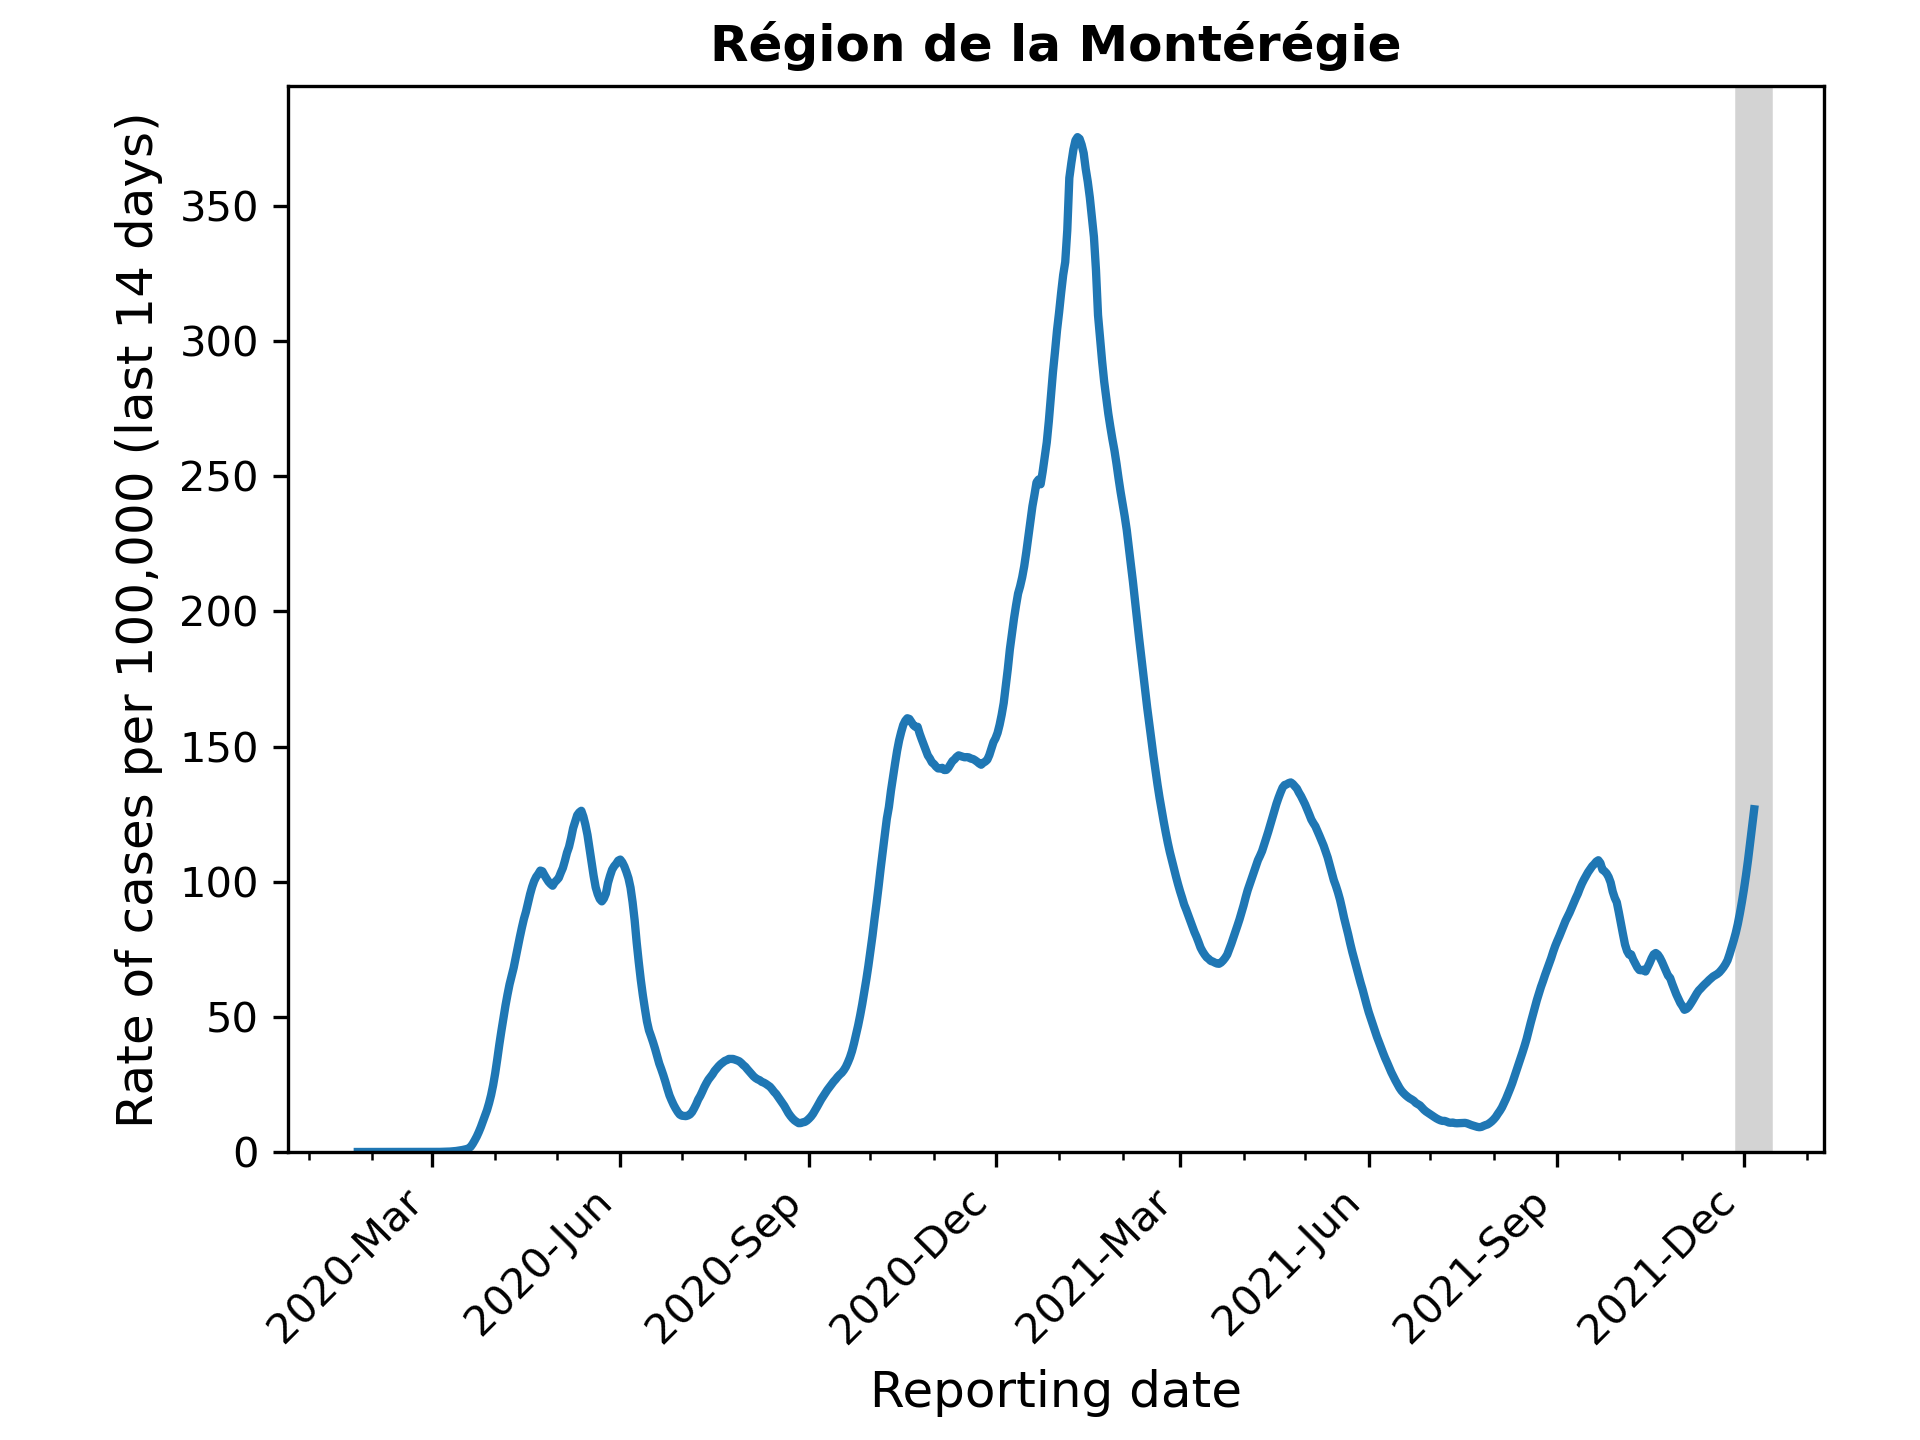 Région de la Montérégie
Rate of cases per 100,000 (last 14 days)
350
300
250
200
150
100
50
0
2020-Mar
2020-Jun
2020-Sep
2020-Dec
2021-Mar
2021-Jun
2021-Sep
2021-Dec
Reporting date